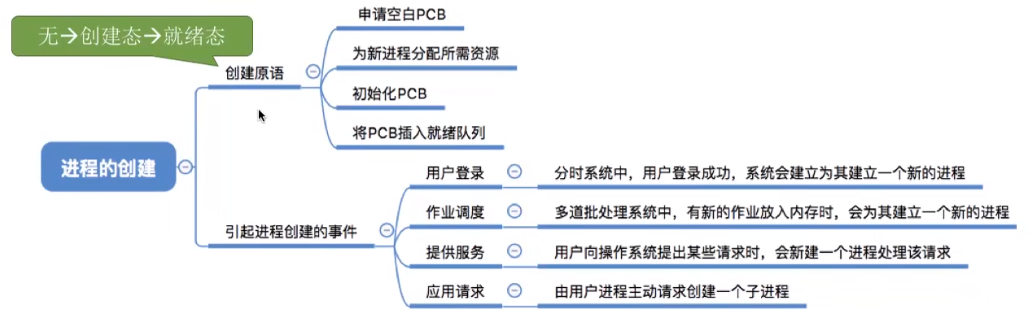 无→创建态→就绪态
创建原语
申请空白PCB
为新进程分配所需资源
初始化PCB
将PCB插入就绪队列
进程的创建
引起进程创建的事件
用户登录
分时系统中，用户登录成功，系统会建立为其建立一个新的进程
作业调度
多道批处理系统中，有新的作业放入内存时，会为其建立一个新的进程
提供服务
用户向操作系统提出某些请求时，会新建一个进程处理该请求
应用请求
由用户进程主动请求创建一个子进程